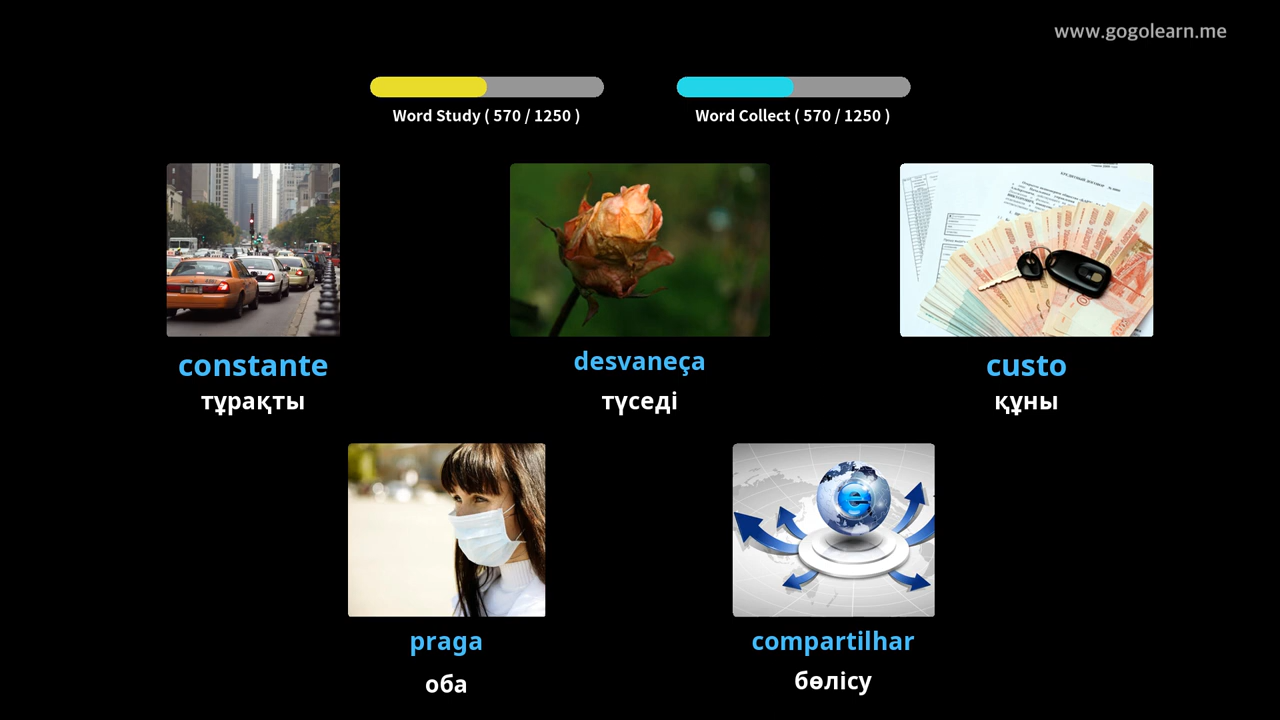 www.gogolearn.me
Word Study ( 570 / 1250 )
Word Collect ( 570 / 1250 )
constante
тұрақты
desvaneça
түседі
custo
құны
praga
оба
compartilhar
бөлісу